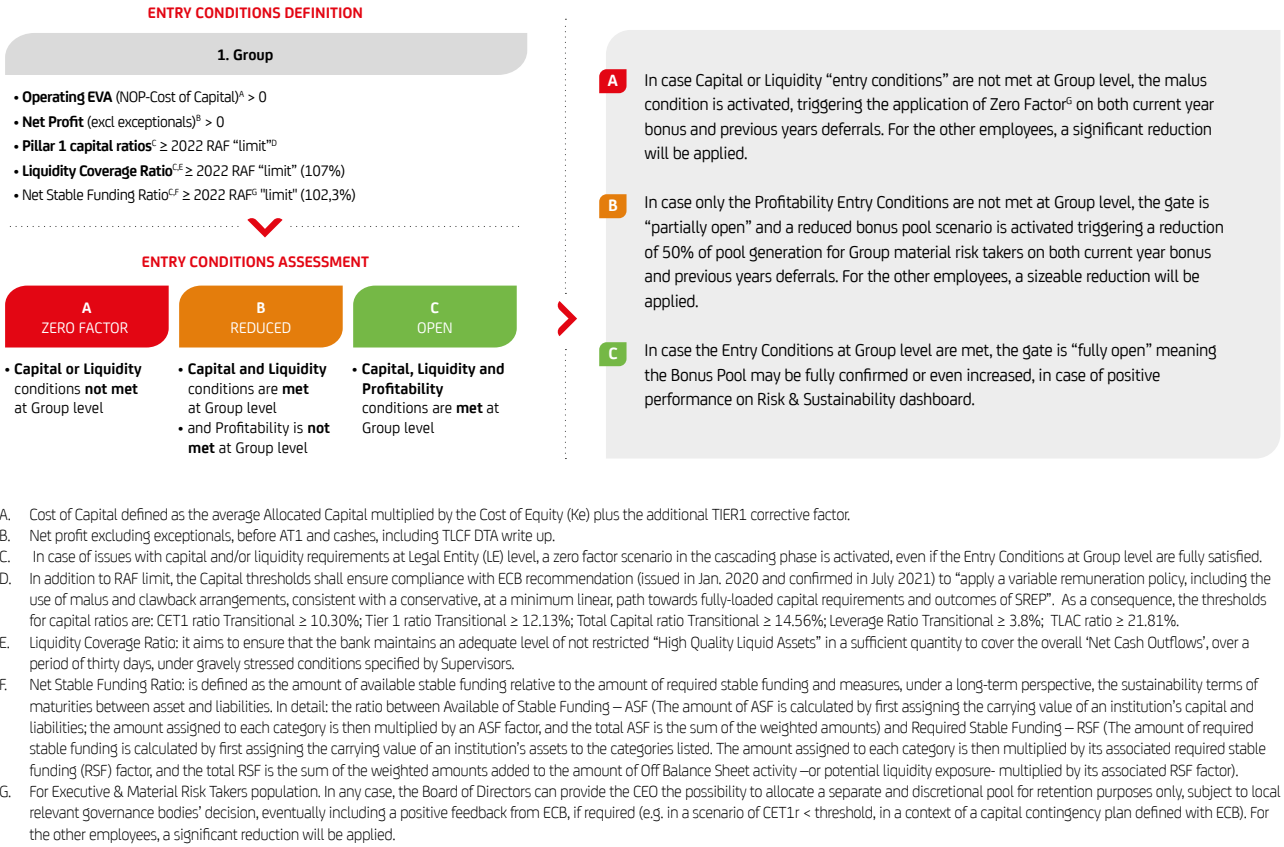 ENTRY CONDITIONS DEFINITION
1. Group
• Operating EVA (NOP-Cost of Capital)ᴬ > 0
• Net Profit (excl exceptionals)ᴮ > 0
• Pillar 1 capital ratiosᶜ ≥ 2022 RAF “limit”ᴰ
• Liquidity Coverage Ratioᶜ,ᴱ ≥ 2022 RAF “limit” (107%)
• Net Stable Funding Ratioᶜ,ᶠ ≥ 2022 RAFᴳ "limit" (102,3%)
ENTRY CONDITIONS ASSESSMENT
A
ZERO FACTOR
• Capital or Liquidity
conditions not met
at Group level
B
REDUCED
• Capital and Liquidity
conditions are met
at Group level
• and Profitability is not
met at Group level
C
OPEN
• Capital, Liquidity and
Profitability
conditions are met at
Group level
A
In case Capital or Liquidity “entry conditions” are not met at Group level, the malus
condition is activated, triggering the application of Zero Factorᴳ on both current year
bonus and previous years deferrals. For the other employees, a significant reduction
will be applied.
B
In case only the Profitability Entry Conditions are not met at Group level, the gate is
“partially open” and a reduced bonus pool scenario is activated triggering a reduction
of 50% of pool generation for Group material risk takers on both current year bonus
and previous years deferrals. For the other employees, a sizeable reduction will be
applied.
C
In case the Entry Conditions at Group level are met, the gate is “fully open” meaning
the Bonus Pool may be fully confirmed or even increased, in case of positive
performance on Risk & Sustainability dashboard.
A. Cost of Capital defined as the average Allocated Capital multiplied by the Cost of Equity (Ke) plus the additional TIER1 corrective factor.
B. Net profit excluding exceptionals, before AT1 and cashes, including TLCF DTA write up.
C. In case of issues with capital and/or liquidity requirements at Legal Entity (LE) level, a zero factor scenario in the cascading phase is activated, even if the Entry Conditions at Group level are fully satisfied.
D. In addition to RAF limit, the Capital thresholds shall ensure compliance with ECB recommendation (issued in Jan. 2020 and confirmed in July 2021) to “apply a variable remuneration policy, including the
use of malus and clawback arrangements, consistent with a conservative, at a minimum linear, path towards fully-loaded capital requirements and outcomes of SREP”. As a consequence, the thresholds
for capital ratios are: CET1 ratio Transitional ≥ 10.30%; Tier 1 ratio Transitional ≥ 12.13%; Total Capital ratio Transitional ≥ 14.56%; Leverage Ratio Transitional ≥ 3.8%; TLAC ratio ≥ 21.81%.
E. Liquidity Coverage Ratio: it aims to ensure that the bank maintains an adequate level of not restricted “High Quality Liquid Assets” in a sufficient quantity to cover the overall ‘Net Cash Outflows’, over a
period of thirty days, under gravely stressed conditions specified by Supervisors.
F. Net Stable Funding Ratio: is defined as the amount of available stable funding relative to the amount of required stable funding and measures, under a long-term perspective, the sustainability terms of
maturities between asset and liabilities. In detail: the ratio between Available of Stable Funding – ASF (The amount of ASF is calculated by first assigning the carrying value of an institution’s capital and
liabilities; the amount assigned to each category is then multiplied by an ASF factor, and the total ASF is the sum of the weighted amounts) and Required Stable Funding – RSF (The amount of required
stable funding is calculated by first assigning the carrying value of an institution’s assets to the categories listed. The amount assigned to each category is then multiplied by its associated required stable
funding (RSF) factor, and the total RSF is the sum of the weighted amounts added to the amount of Off Balance Sheet activity –or potential liquidity exposure- multiplied by its associated RSF factor).
G. For Executive & Material Risk Takers population. In any case, the Board of Directors can provide the CEO the possibility to allocate a separate and discretional pool for retention purposes only, subject to local
relevant governance bodies’ decision, eventually including a positive feedback from ECB, if required (e.g. in a scenario of CET1r < threshold, in a context of a capital contingency plan defined with ECB). For
the other employees, a significant reduction will be applied.